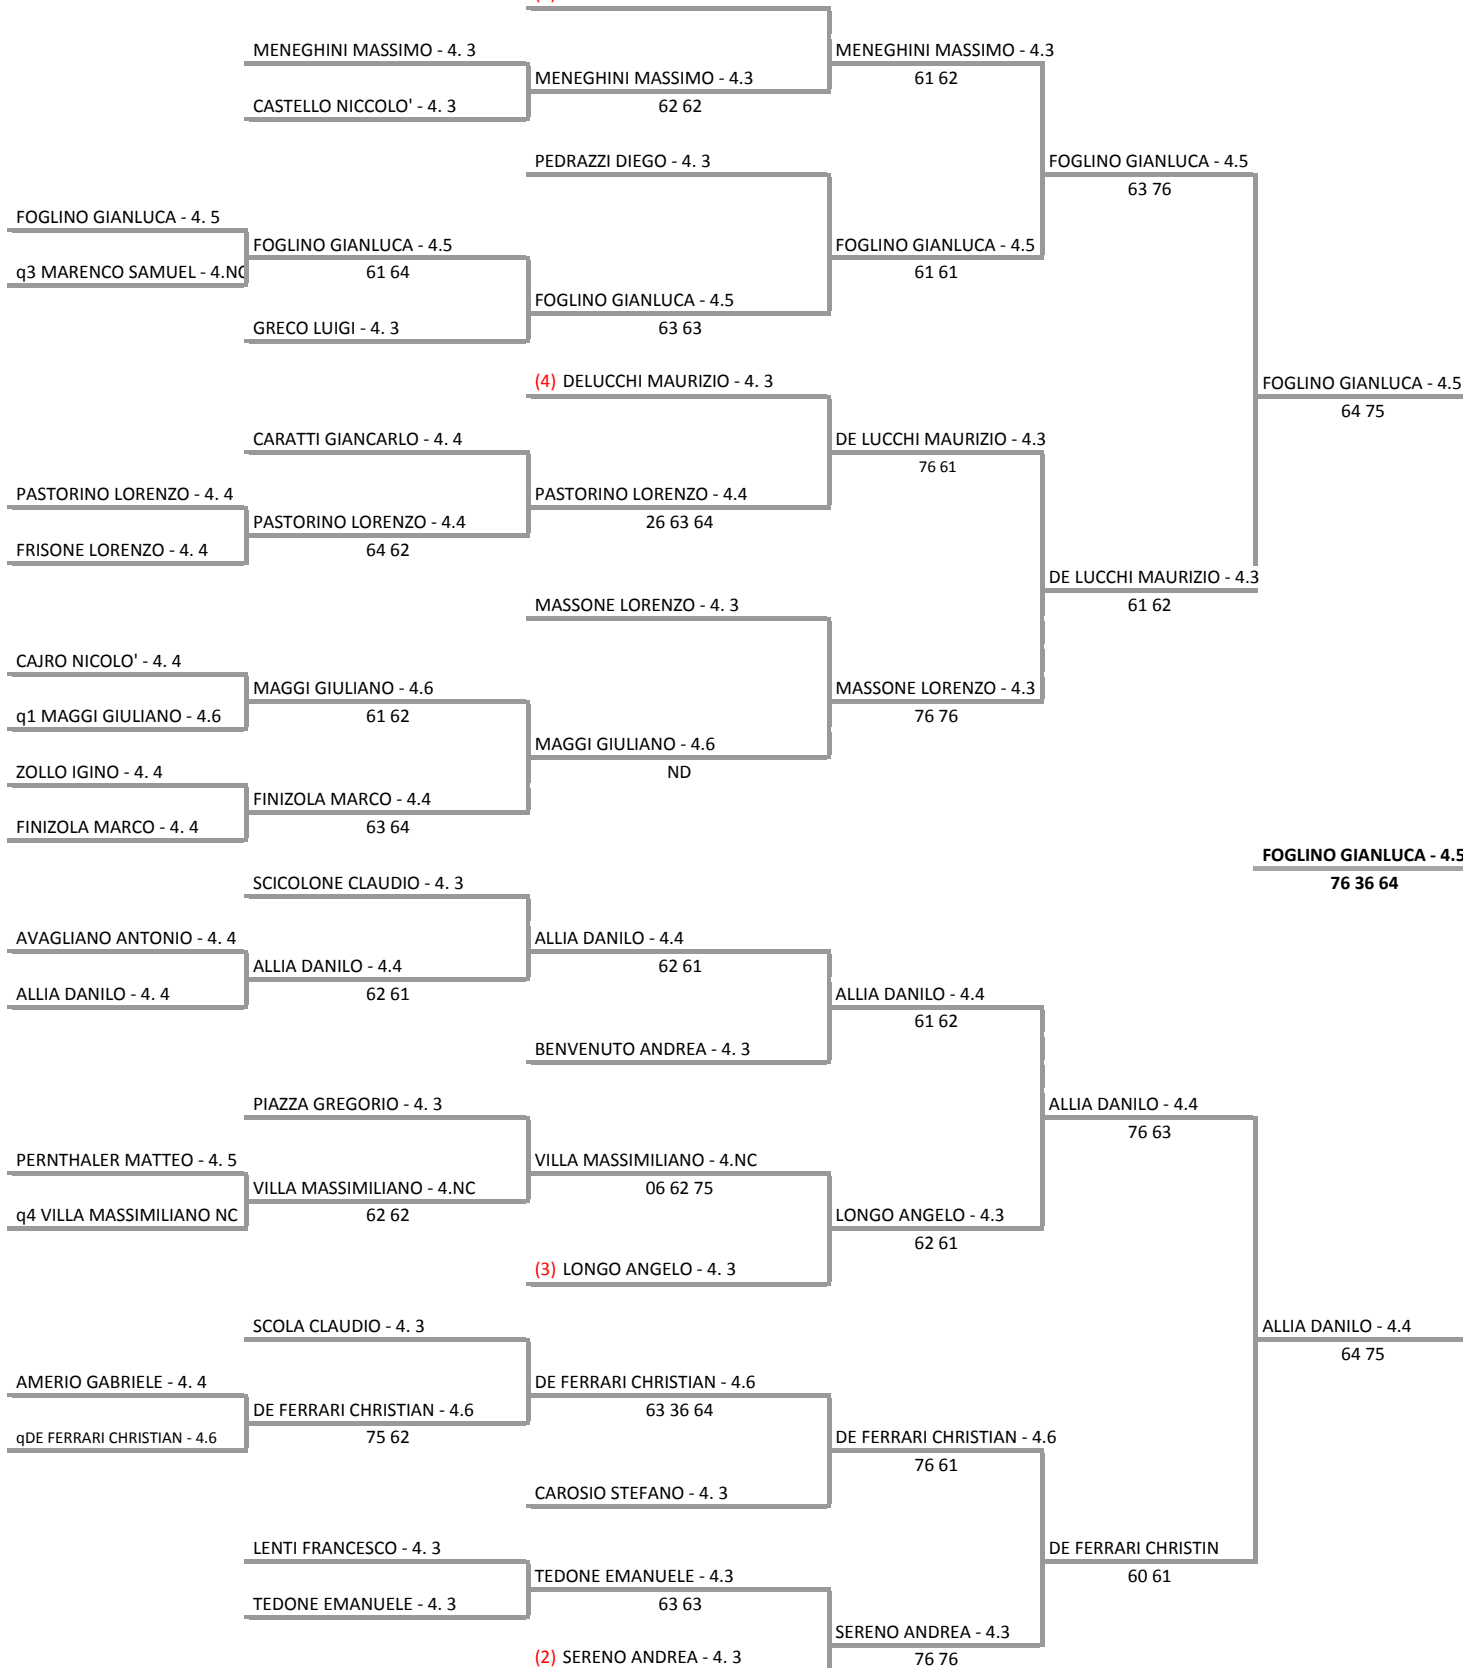 MENEGHINI MASSIMO - 4. 3
MENEGHINI MASSIMO - 4.3
61 62
MENEGHINI MASSIMO - 4.3
62 62
CASTELLO NICCOLO' - 4. 3
PEDRAZZI DIEGO - 4. 3
FOGLINO GIANLUCA - 4.5
63 76
FOGLINO GIANLUCA - 4. 5
FOGLINO GIANLUCA - 4.5
61 64
FOGLINO GIANLUCA - 4.5
61 61
q3 MARENCO SAMUEL - 4.NC
FOGLINO GIANLUCA - 4.5
63 63
GRECO LUIGI - 4. 3
(4) DELUCCHI MAURIZIO - 4. 3
FOGLINO GIANLUCA - 4.5
64 75
CARATTI GIANCARLO - 4. 4
DE LUCCHI MAURIZIO - 4.3
76 61
PASTORINO LORENZO - 4. 4
PASTORINO LORENZO - 4.4
26 63 64
PASTORINO LORENZO - 4.4
64 62
FRISONE LORENZO - 4. 4
DE LUCCHI MAURIZIO - 4.3
61 62
MASSONE LORENZO - 4. 3
CAJRO NICOLO' - 4. 4
MAGGI GIULIANO - 4.6
61 62
MASSONE LORENZO - 4.3
76 76
q1 MAGGI GIULIANO - 4.6
MAGGI GIULIANO - 4.6
ND
ZOLLO IGINO - 4. 4
FINIZOLA MARCO - 4.4
63 64
FINIZOLA MARCO - 4. 4
FOGLINO GIANLUCA - 4.5
76 36 64
SCICOLONE CLAUDIO - 4. 3
AVAGLIANO ANTONIO - 4. 4
ALLIA DANILO - 4.4
62 61
ALLIA DANILO - 4.4
62 61
ALLIA DANILO - 4. 4
ALLIA DANILO - 4.4
61 62
BENVENUTO ANDREA - 4. 3
PIAZZA GREGORIO - 4. 3
ALLIA DANILO - 4.4
76 63
PERNTHALER MATTEO - 4. 5
VILLA MASSIMILIANO - 4.NC
06 62 75
VILLA MASSIMILIANO - 4.NC
62 62
q4 VILLA MASSIMILIANO NC
LONGO ANGELO - 4.3
62 61
(3) LONGO ANGELO - 4. 3
SCOLA CLAUDIO - 4. 3
ALLIA DANILO - 4.4
64 75
AMERIO GABRIELE - 4. 4
DE FERRARI CHRISTIAN - 4.6
63 36 64
DE FERRARI CHRISTIAN - 4.6
75 62
qDE FERRARI CHRISTIAN - 4.6
DE FERRARI CHRISTIAN - 4.6
76 61
CAROSIO STEFANO - 4. 3
LENTI FRANCESCO - 4. 3
DE FERRARI CHRISTIN
60 61
TEDONE EMANUELE - 4.3
63 63
TEDONE EMANUELE - 4. 3
SERENO ANDREA - 4.3
76 76
(2) SERENO ANDREA - 4. 3